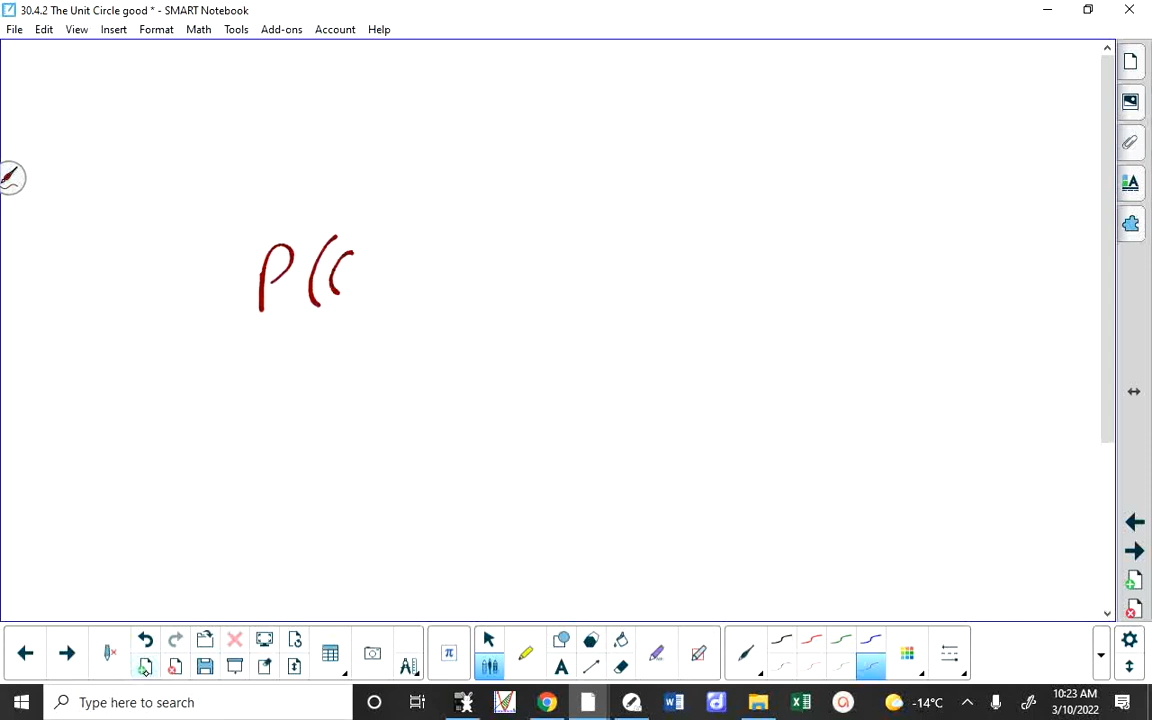 30.4.2 The Unit Circle good * - SMART Notebook
File Edit View Insert Format Math Tools Add-ons Account Help
P((
Type here to search
-14°C
10:23 AM
3/10/2022